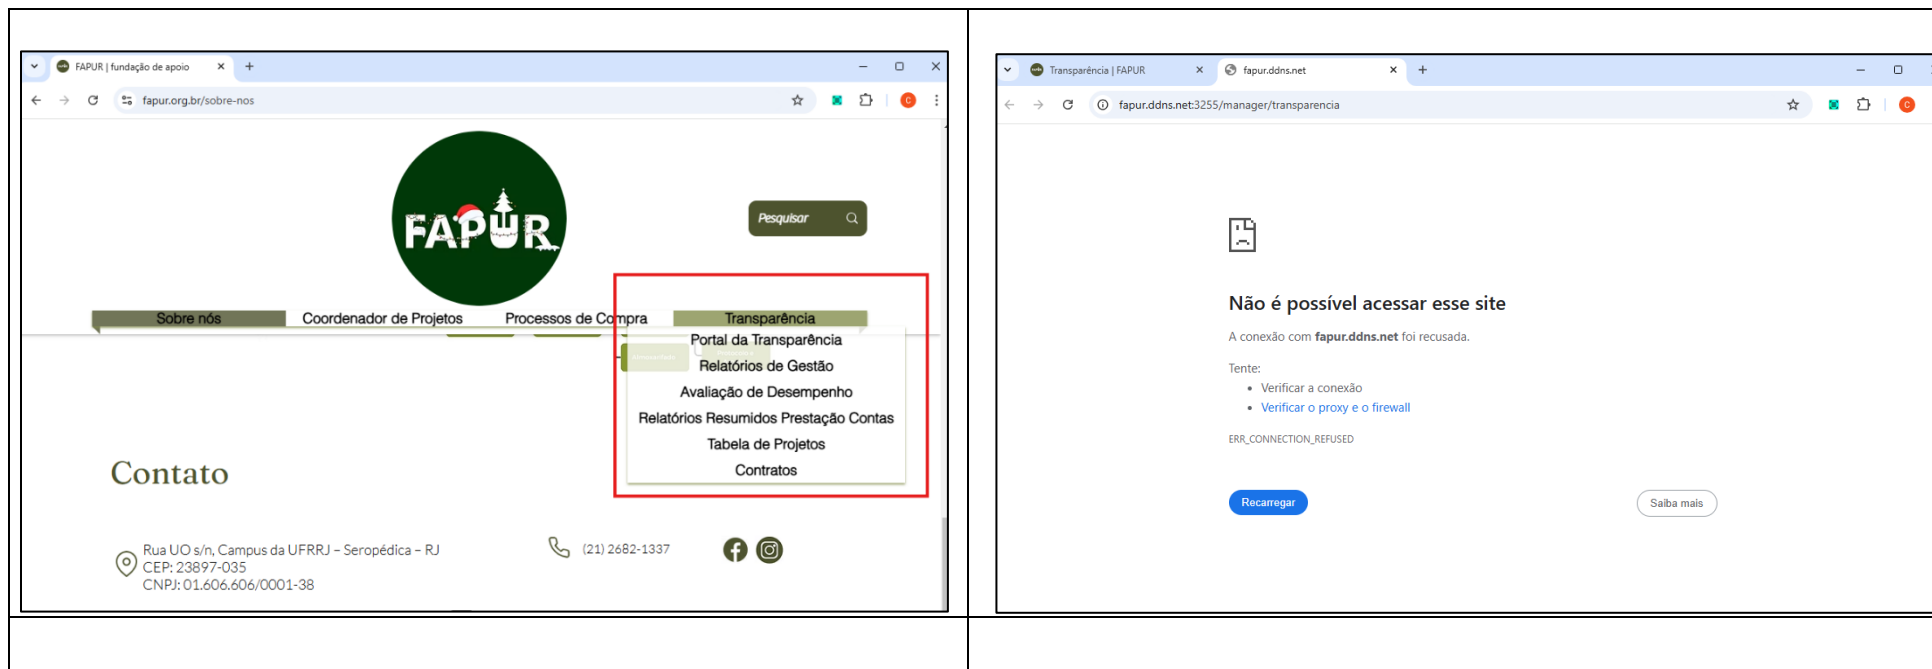 FAPUR | fundação de apoio
fapur.org.br/sobre-nos
FAPUR
Pesquisar
Sobre nós
Coordenador de Projetos
Processos de Compra
Transparência
Portal da Transparência
Relatórios de Gestão
Avaliação de Desempenho
Relatórios Resumidos Prestação Contas
Tabela de Projetos
Contratos
Contato
Rua UO s/n, Campus da UFRRJ – Seropédica – RJ
CEP: 23897-035
CNPJ: 01.606.606/0001-38
(21) 2682-1337
Transparência | FAPUR
fapur.ddns.net
fapur.ddns.net:3255/manager/transparencia
Não é possível acessar esse site
A conexão com fapur.ddns.net foi recusada.
Tente:
• Verificar a conexão
• Verificar o proxy e o firewall
ERR_CONNECTION_REFUSED
Recarregar
Saiba mais